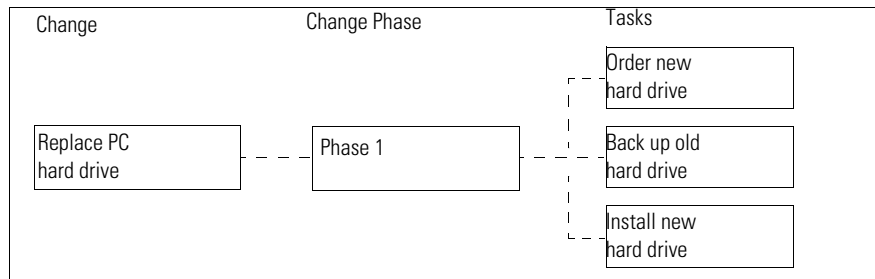 Change
Change Phase
Tasks
Replace PC
hard drive
Phase 1
Order new
hard drive
Back up old
hard drive
Install new
hard drive